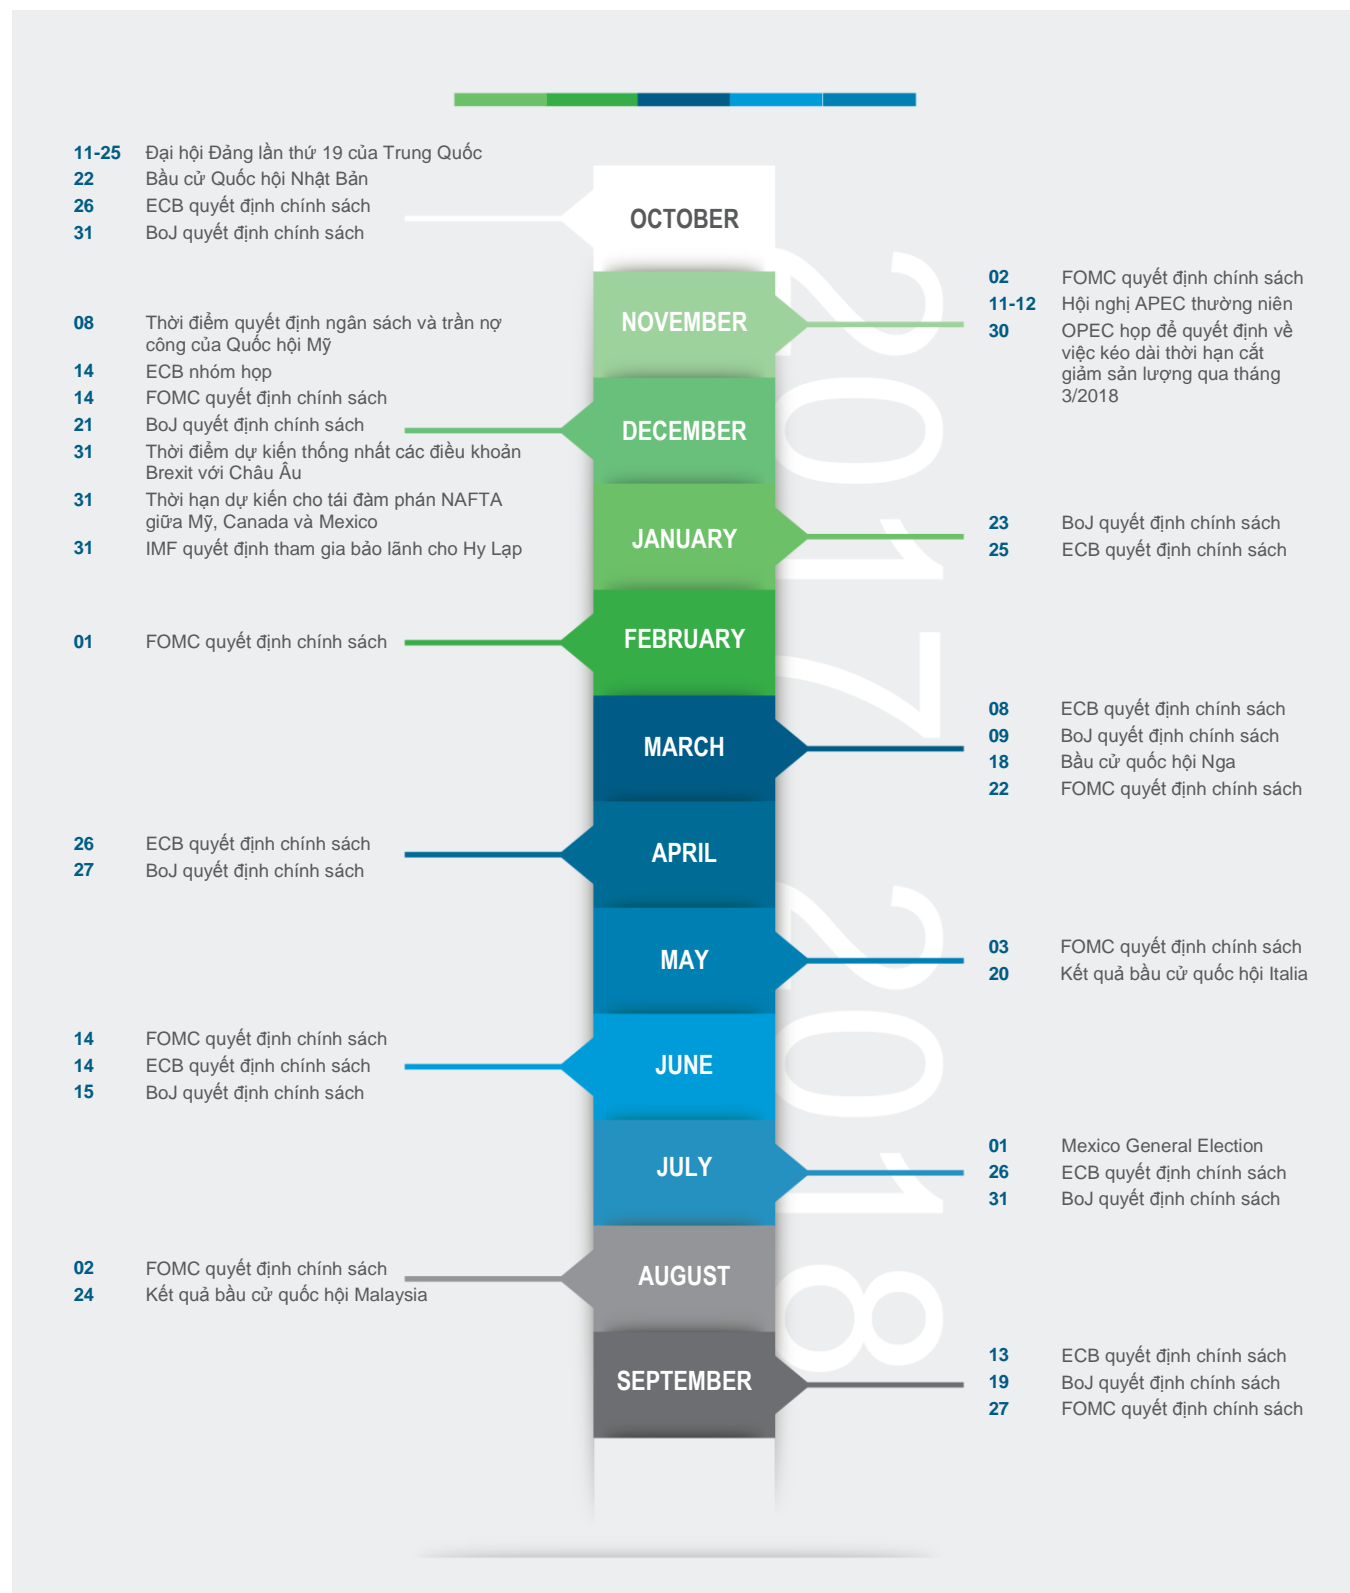 11-25 Đại hội Đảng lần thứ 19 của Trung Quốc
22 Bầu cử Quốc hội Nhật Bản
26 ECB quyết định chính sách
31 BoJ quyết định chính sách
OCTOBER
2017
NOVEMBER
02 FOMC quyết định chính sách
11-12 Hội nghị APEC thường niên
30 OPEC họp để quyết định về
việc kéo dài thời hạn cắt
giảm sản lượng qua tháng
3/2018
08 Thời điểm quyết định ngân sách và trần nợ
công của Quốc hội Mỹ
14 ECB nhóm họp
14 FOMC quyết định chính sách
21 BoJ quyết định chính sách
31 Thời điểm dự kiến thống nhất các điều khoản
Brexit với Châu Âu
31 Thời hạn dự kiến cho tái đàm phán NAFTA
giữa Mỹ, Canada và Mexico
31 IMF quyết định tham gia bảo lãnh cho Hy Lạp
DECEMBER
JANUARY
23 BoJ quyết định chính sách
25 ECB quyết định chính sách
01 FOMC quyết định chính sách
FEBRUARY
MARCH
08 ECB quyết định chính sách
09 BoJ quyết định chính sách
18 Bầu cử quốc hội Nga
22 FOMC quyết định chính sách
26 ECB quyết định chính sách
27 BoJ quyết định chính sách
APRIL
2018
MAY
03 FOMC quyết định chính sách
20 Kết quả bầu cử quốc hội Italia
14 FOMC quyết định chính sách
14 ECB quyết định chính sách
15 BoJ quyết định chính sách
JUNE
JULY
01 Mexico General Election
26 ECB quyết định chính sách
31 BoJ quyết định chính sách
02 FOMC quyết định chính sách
24 Kết quả bầu cử quốc hội Malaysia
AUGUST
SEPTEMBER
13 ECB quyết định chính sách
19 BoJ quyết định chính sách
27 FOMC quyết định chính sách